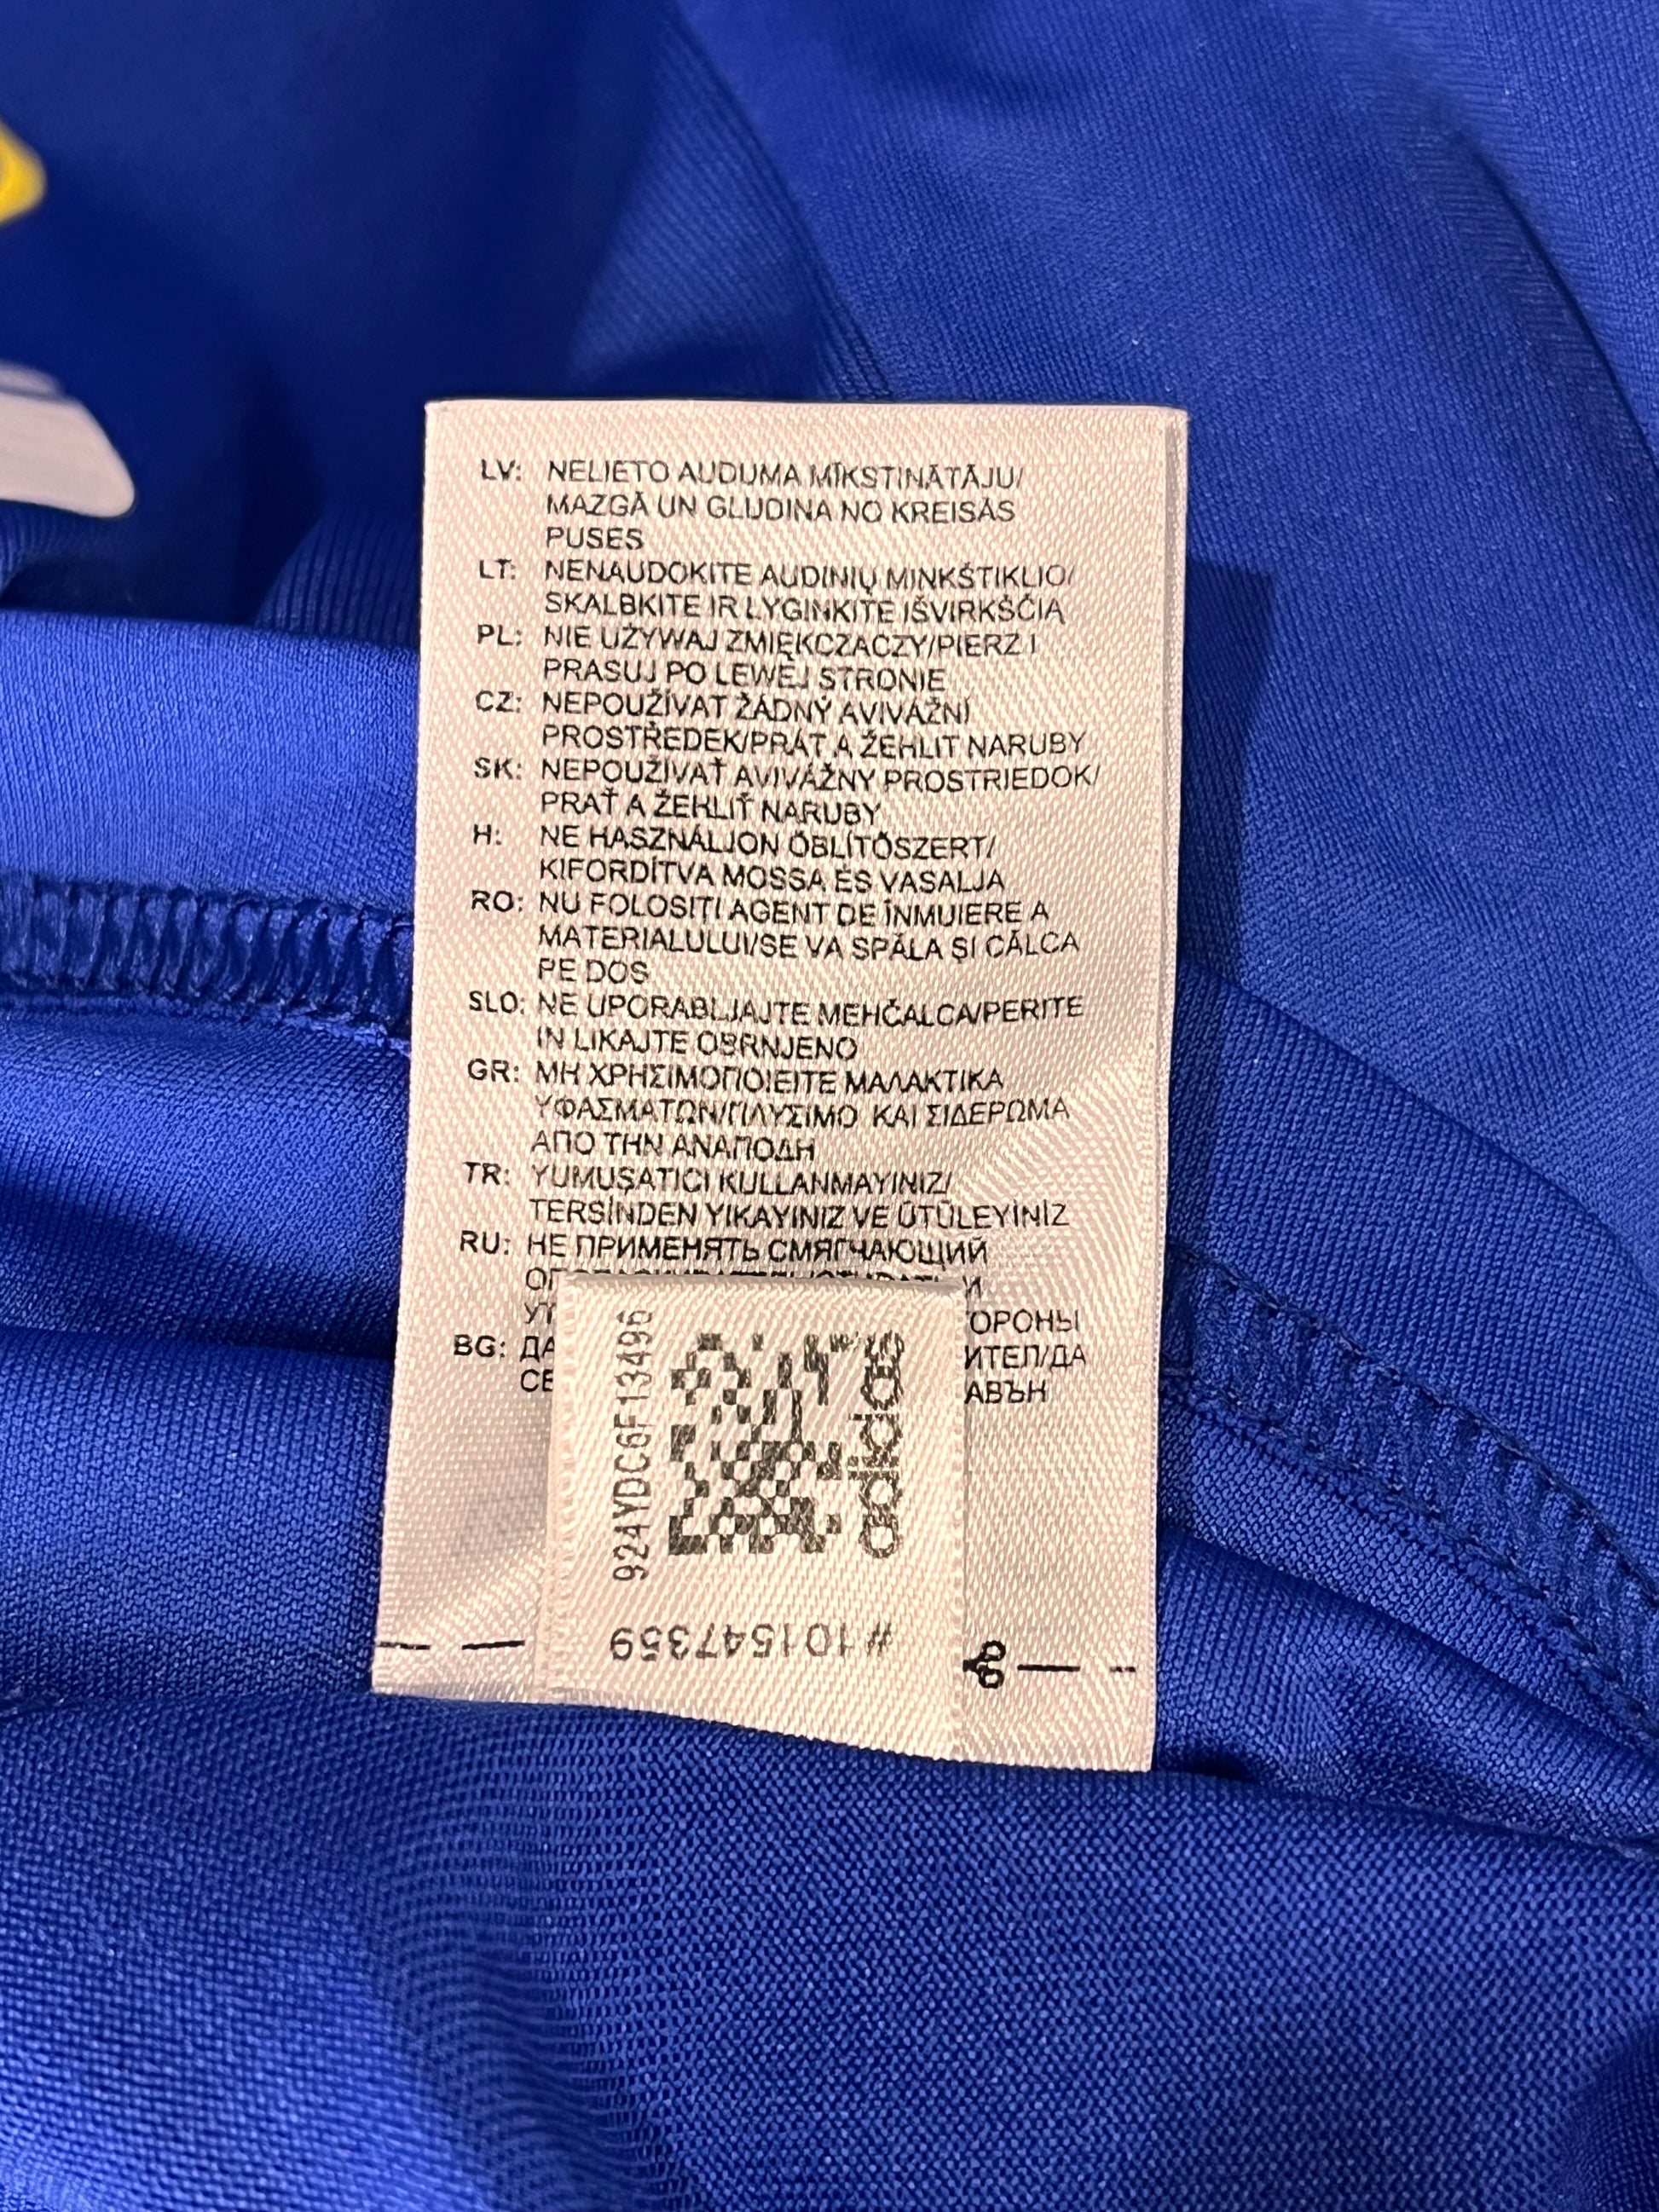 LV: NELIETO AUDUMA MĪKSTINĀTĀJU/
MAZGĀ UN GLUDINA NO KREISĀS
PUSES
LT: NENAUDOKITE AUDINIŲ MINKŠTIKLIO/
SKALBKITE IR LYGINKITE IŠVIRKŠČIĄ
PL: NIE UŻYWAJ ZMIĘKCZACZY/PIERZ I
PRASUJ PO LEWEJ STRONIE
CZ: NEPOUŽÍVAT ŽÁDNÝ AVIVÁŽNÍ
PROSTŘEDEK/PRÁT A ŽEHLIT NARUBY
SK: NEPOUŽÍVAŤ AVIVÁŽNY PROSTRIEDOK/
PRAŤ A ŽEHLIŤ NARUBY
H: NE HASZNÁLJON ÖBLÍTŐSZERT/
KIFORDÍTVA MOSSA ÉS VASALJA
RO: NU FOLOSITI AGENT DE ÎNMUIERE A
MATERIALULUI/SE VA SPĂLA ȘI CĂLCA
PE DOS
SLO: NE UPORABLJAJTE MEHČALCA/PERITE
IN LIKAJTE OBRNJENO
GR: ΜΗ ΧΡΗΣΙΜΟΠΟΙΕΙΤΕ ΜΑΛΑΚΤΙΚΑ
ΥΦΑΣΜΑΤΩΝ/ΠΛΥΣΙΜΟ ΚΑΙ ΣΙΔΕΡΩΜΑ
ΑΠΟ ΤΗΝ ΑΝΑΠΟΔΗ
TR: YUMUŞATICI KULLANMAYINIZ/
TERSİNDEN YIKAYINIZ VE ÜTÜLEYİNİZ
RU: НЕ ПРИМЕНЯТЬ СМЯГЧАЮЩИЙ
И
ОРОНЫ
BG: ДА
ИТЕЛ/ДА
СЕ
АВЪН
924YDC6F13496
adidas
#101547359